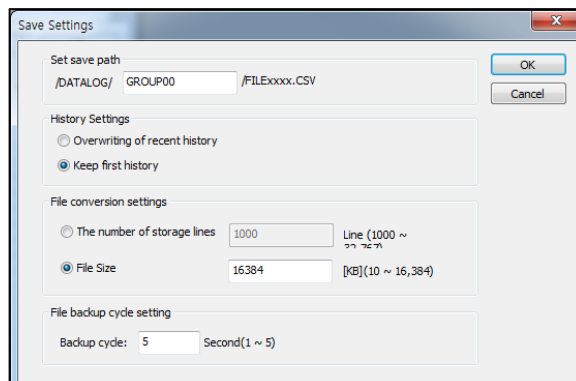 Save Settings
Set save path
/DATALOG/ GROUP00 /FILExxxx.CSV
OK
Cancel
History Settings
Overwriting of recent history
Keep first history
File conversion settings
The number of storage lines 1000 Line (1000 ~
32,767)
File Size 16384 [KB](10 ~ 16,384)
File backup cycle setting
Backup cycle: 5 Second(1 ~ 5)